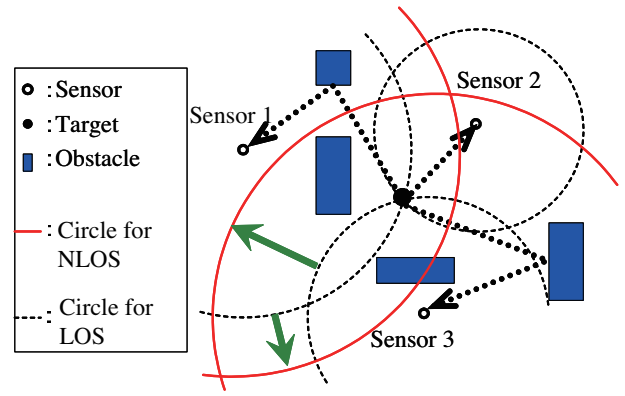 : Sensor
: Target
: Obstacle
: Circle for
NLOS
: Circle for
LOS
Sensor 1
Sensor 2
Sensor 3